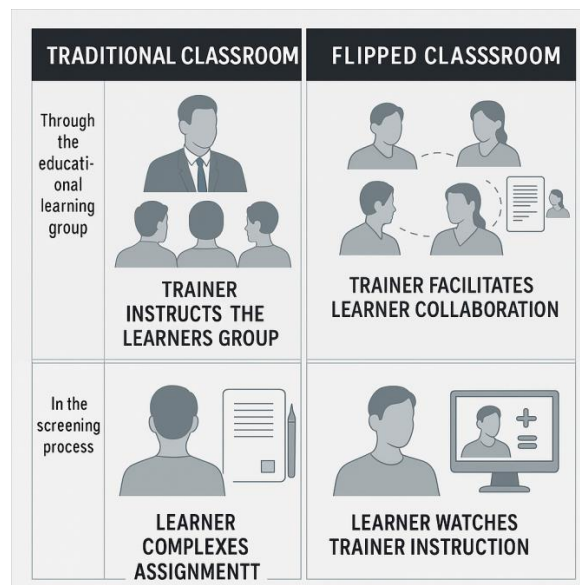 TRADITIONAL CLASSROOM
FLIPPED CLASSSROOM
Through
the
educati-
onal
learning
group
TRAINER
INSTRUCTS THE
LEARNERS GROUP
TRAINER FACILITATES
LEARNER COLLABORATION
In the
screening
process
LEARNER
COMPLEXES
ASSIGNMENTT
LEARNER WATCHES
TRAINER INSTRUCTION